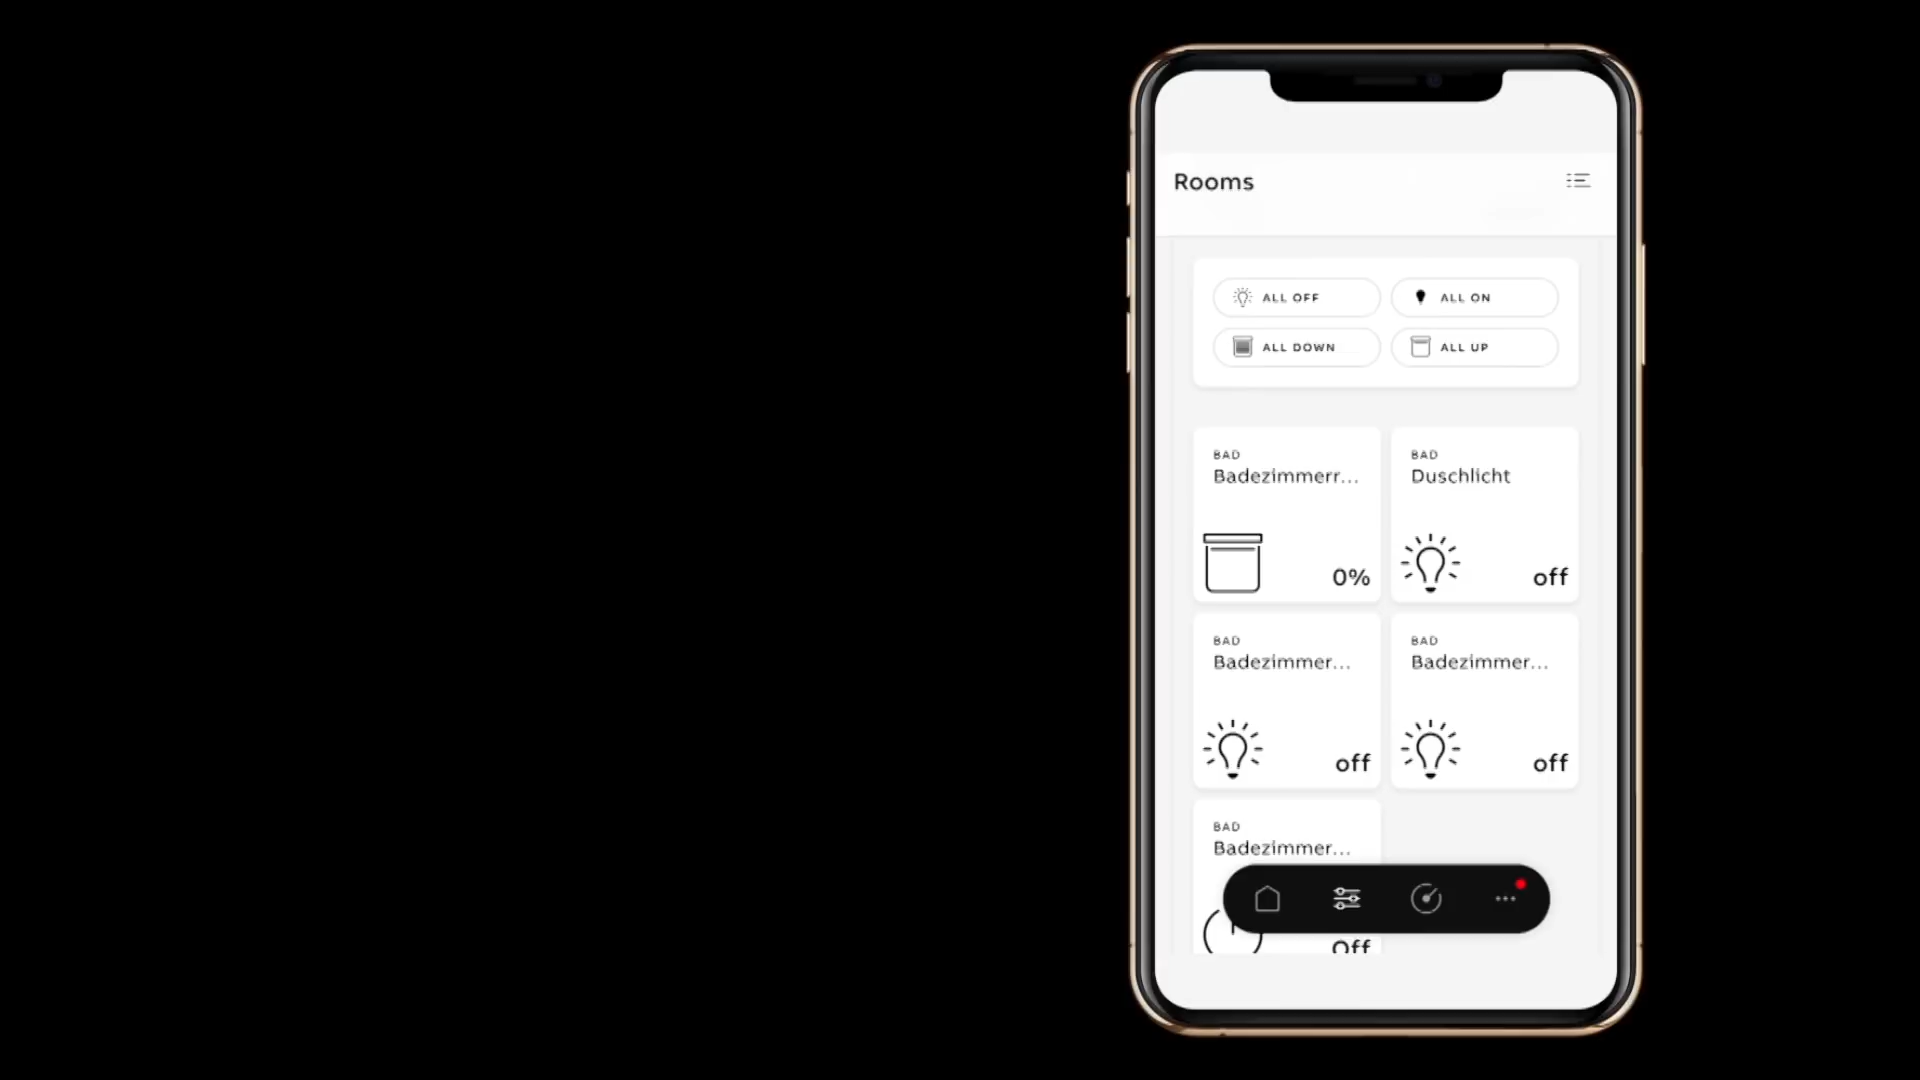 Rooms
ALL OFF
ALL ON
ALL DOWN
ALL UP
BAD
Badezimmerr...
0%
BAD
Duschlicht
off
BAD
Badezimmer...
off
BAD
Badezimmer...
off
BAD
Badezimmer...
Off